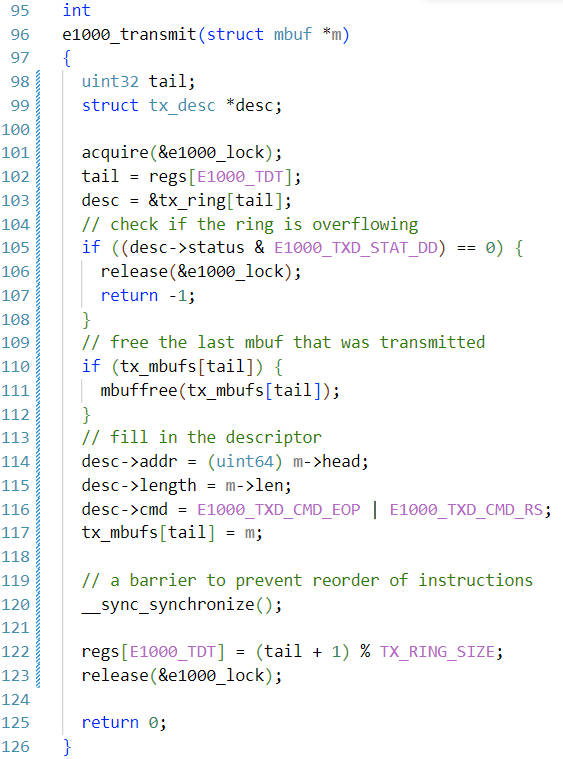 95 int
96 e1000_transmit(struct mbuf *m)
97 {
98   uint32 tail;
99   struct tx_desc *desc;
100
101   acquire(&e1000_lock);
102   tail = regs[E1000_TDT];
103   desc = &tx_ring[tail];
104   // check if the ring is overflowing
105   if ((desc->status & E1000_TXD_STAT_DD) == 0) {
106     release(&e1000_lock);
107     return -1;
108   }
109   // free the last mbuf that was transmitted
110   if (tx_mbufs[tail]) {
111     mbuffree(tx_mbufs[tail]);
112   }
113   // fill in the descriptor
114   desc->addr = (uint64) m->head;
115   desc->length = m->len;
116   desc->cmd = E1000_TXD_CMD_EOP | E1000_TXD_CMD_RS;
117   tx_mbufs[tail] = m;
118
119   // a barrier to prevent reorder of instructions
120   __sync_synchronize();
121
122   regs[E1000_TDT] = (tail + 1) % TX_RING_SIZE;
123   release(&e1000_lock);
124
125   return 0;
126 }